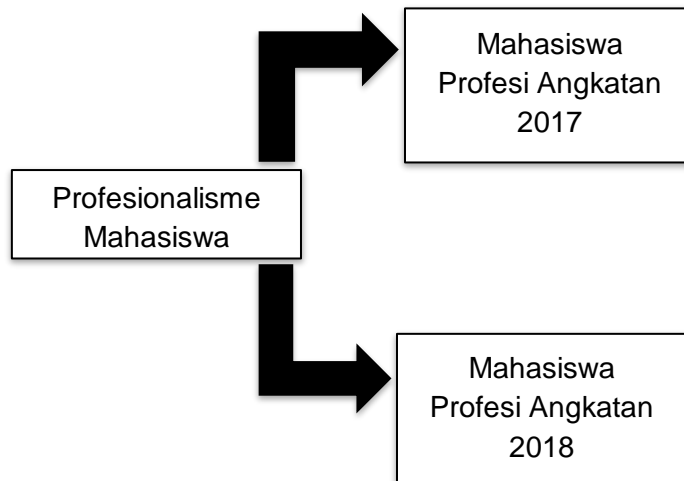 Mahasiswa
Profesi Angkatan
2017
Profesionalisme
Mahasiswa
Mahasiswa
Profesi Angkatan
2018